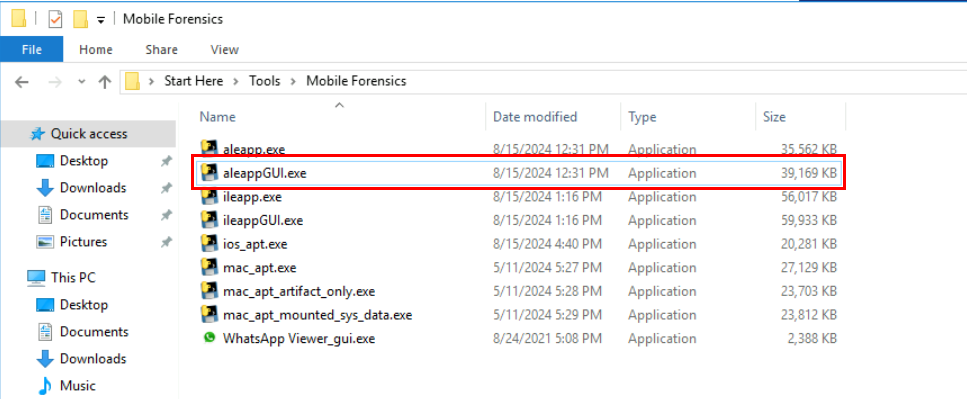 Mobile Forensics
File Home Share View
Start Here Tools Mobile Forensics
Name Date modified Type Size
Quick access
Desktop
Downloads
Documents
Pictures
This PC
Desktop
Documents
Downloads
Music
aleapp.exe 8/15/2024 12:31 PM Application 35,562 KB
aleappGUI.exe 8/15/2024 12:31 PM Application 39,169 KB
ileapp.exe 8/15/2024 1:16 PM Application 56,017 KB
ileappGUI.exe 8/15/2024 1:16 PM Application 59,933 KB
ios_apt.exe 8/15/2024 4:40 PM Application 20,281 KB
mac_apt.exe 5/11/2024 5:27 PM Application 27,129 KB
mac_apt_artifact_only.exe 5/11/2024 5:28 PM Application 23,703 KB
mac_apt_mounted_sys_data.exe 5/11/2024 5:29 PM Application 23,812 KB
WhatsApp Viewer_gui.exe 8/24/2021 5:08 PM Application 2,388 KB